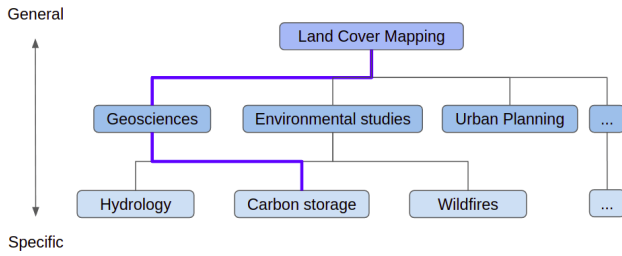 General
Land Cover Mapping
Geosciences
Environmental studies
Urban Planning
...
Hydrology
Carbon storage
Wildfires
...
Specific